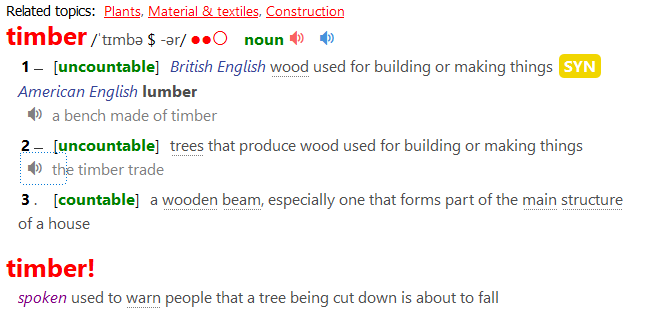 Related topics: Plants, Material & textiles, Construction
timber /ˈtɪmbə $ -ər/ ●●○ noun
1 – [uncountable] British English wood used for building or making things SYN
American English lumber
a bench made of timber
2 – [uncountable] trees that produce wood used for building or making things
the timber trade
3 . [countable] a wooden beam, especially one that forms part of the main structure
of a house
timber!
spoken used to warn people that a tree being cut down is about to fall